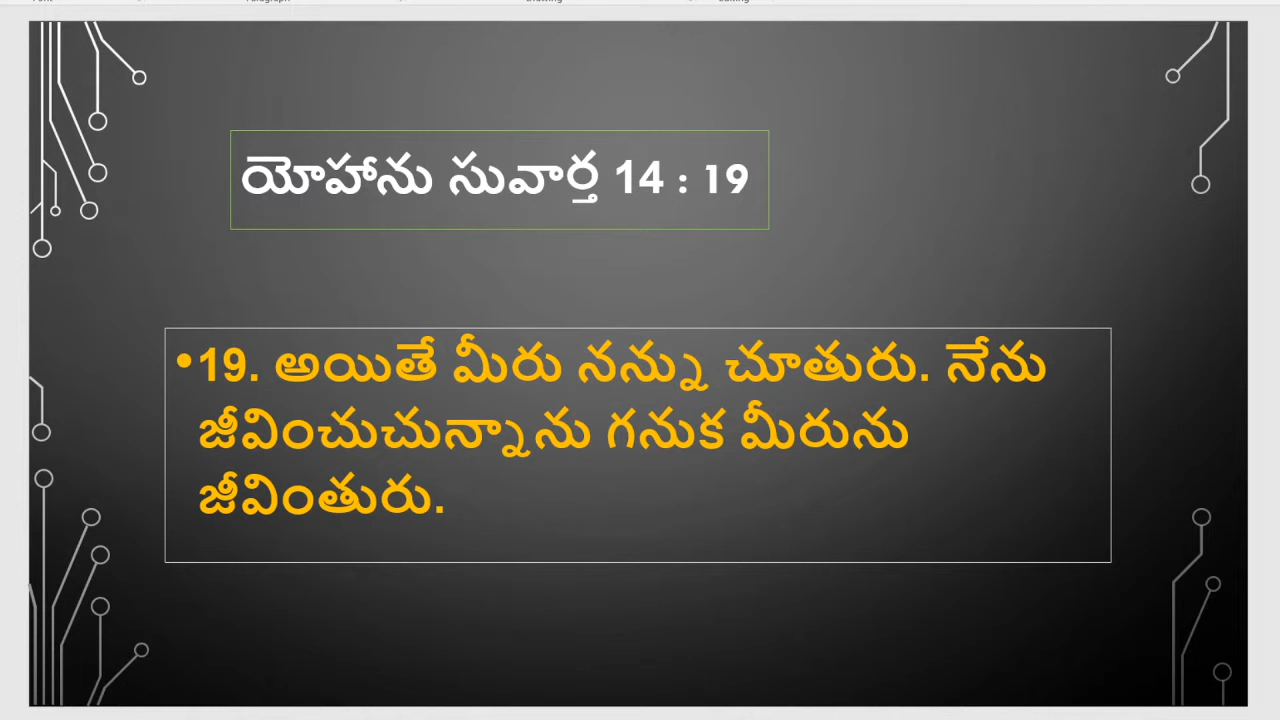 యోహాను సువార్త 14 : 19
•19. అయితే మీరు నన్ను చూతురు. నేను
జీవించుచున్నాను గనుక మీరును
జీవింతురు.